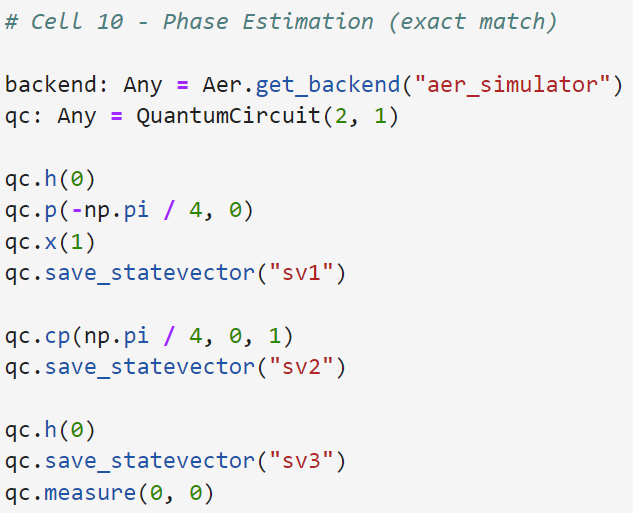 # Cell 10 - Phase Estimation (exact match)
backend: Any = Aer.get_backend("aer_simulator")
qc: Any = QuantumCircuit(2, 1)
qc.h(0)
qc.p(-np.pi / 4, 0)
qc.x(1)
qc.save_statevector("sv1")
qc.cp(np.pi / 4, 0, 1)
qc.save_statevector("sv2")
qc.h(0)
qc.save_statevector("sv3")
qc.measure(0, 0)